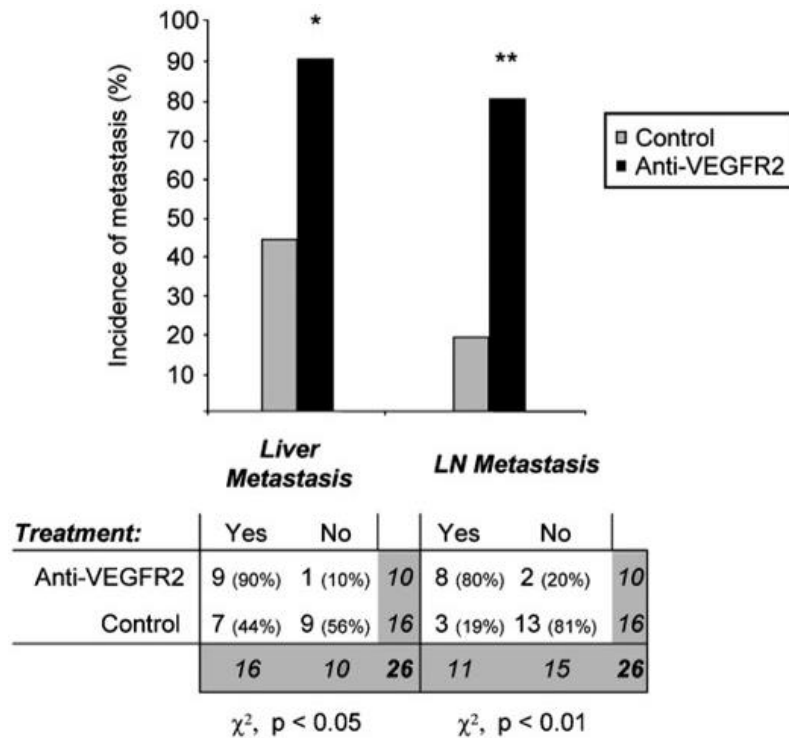 Incidence of metastasis (%)
100
90
80
70
60
50
40
30
20
10
*
**
Control
Anti-VEGFR2
Liver
Metastasis
LN Metastasis
Treatment: Yes No Yes No
Anti-VEGFR2 9 (90%) 1 (10%) 10 8 (80%) 2 (20%) 10
Control 7 (44%) 9 (56%) 16 3 (19%) 13 (81%) 16
16 10 26 11 15 26
χ², p < 0.05 χ², p < 0.01